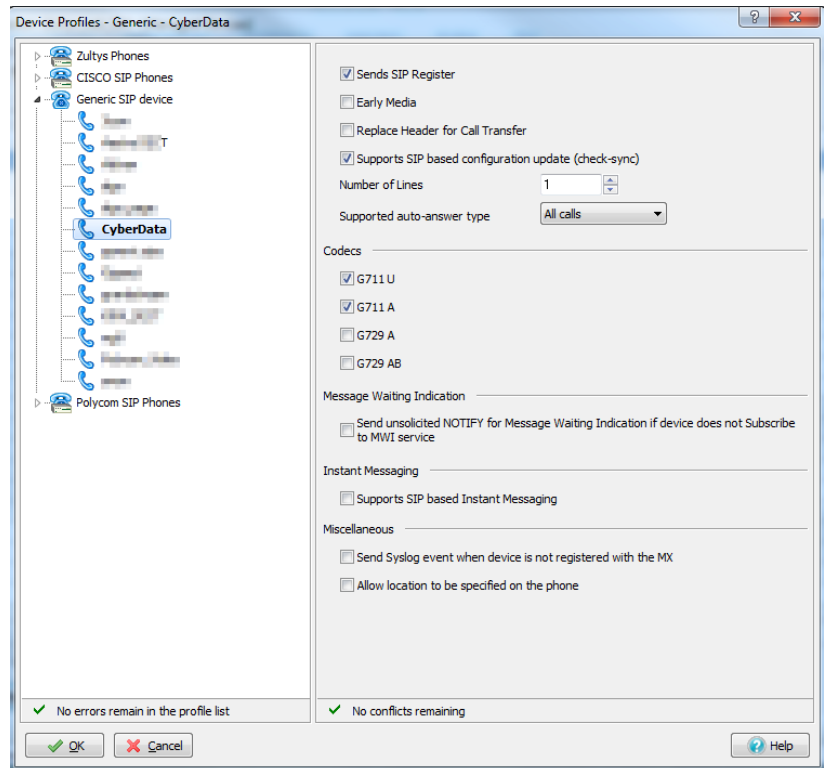 Device Profiles - Generic - CyberData
Zultys Phones
CISCO SIP Phones
Generic SIP device
T
CyberData
Polycom SIP Phones
No errors remain in the profile list
Sends SIP Register
Early Media
Replace Header for Call Transfer
Supports SIP based configuration update (check-sync)
Number of Lines 1
Supported auto-answer type All calls
Codecs
G711 U
G711 A
G729 A
G729 AB
Message Waiting Indication
Send unsolicited NOTIFY for Message Waiting Indication if device does not Subscribe
to MWI service
Instant Messaging
Supports SIP based Instant Messaging
Miscellaneous
Send Syslog event when device is not registered with the MX
Allow location to be specified on the phone
No conflicts remaining
OK Cancel Help